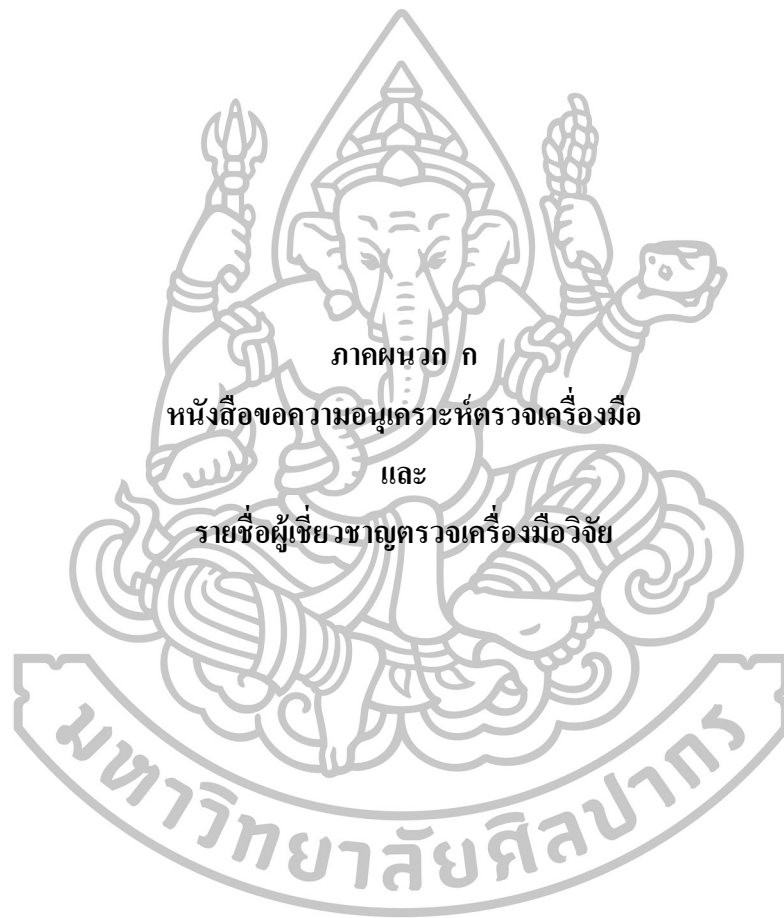 ภาคผนวก ก
หนังสือขอความอนุเคราะห์ตรวจเครื่องมือ
และ
รายชื่อผู้เชี่ยวชาญตรวจเครื่องมือวิจัย
มหาวิทยาลัยศิลปากร